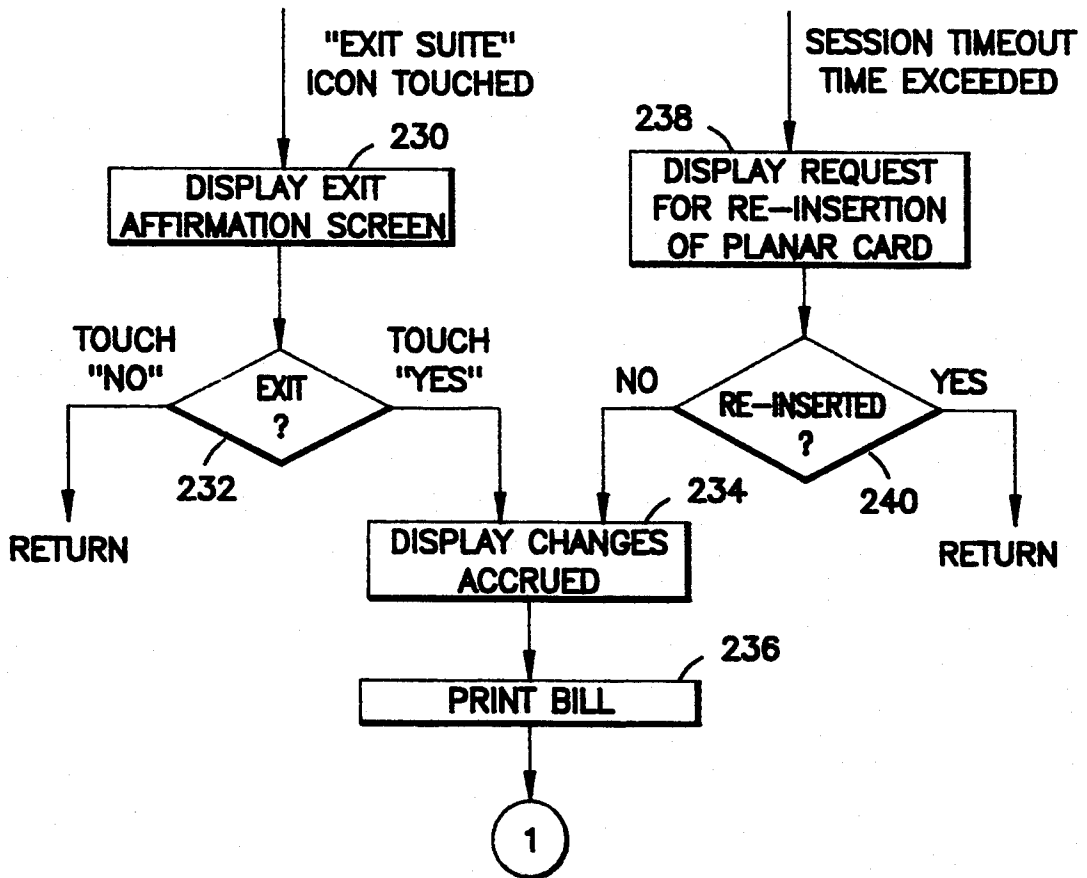 "EXIT SUITE"
ICON TOUCHED
230
DISPLAY EXIT
AFFIRMATION SCREEN
TOUCH
"NO"
TOUCH
"YES"
EXIT
?
232
RETURN
SESSION TIMEOUT
TIME EXCEEDED
238
DISPLAY REQUEST
FOR RE-INSERTION
OF PLANAR CARD
NO
YES
RE-INSERTED
?
240
RETURN
234
DISPLAY CHANGES
ACCRUED
236
PRINT BILL
1